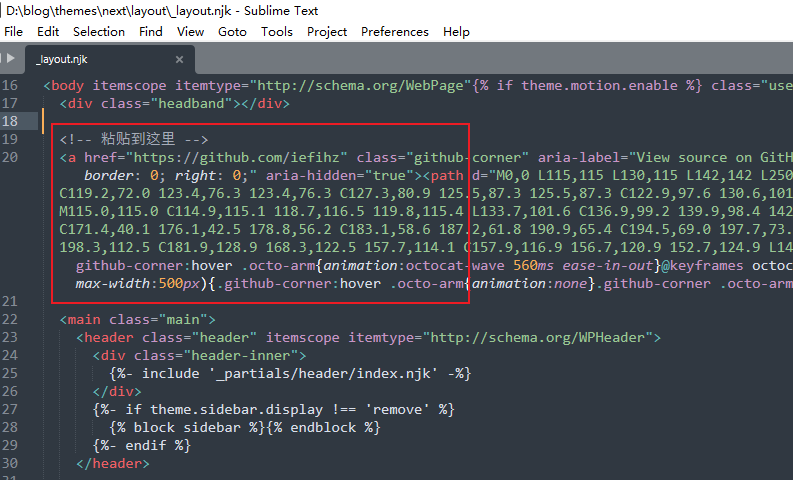 D:\blog\themes\next\layout\_layout.njk - Sublime Text
File Edit Selection Find View Goto Tools Project Preferences Help
_layout.njk ×
16 <body itemscope itemtype="http://schema.org/WebPage"{% if theme.motion.enable %} class="use
17 <div class="headband"></div>
18
19 <!-- 粘贴到这里 -->
20 <a href="https://github.com/iefihz" class="github-corner" aria-label="View source on GitH
border: 0; right: 0;" aria-hidden="true"><path d="M0,0 L115,115 L130,115 L142,142 L250
C119.2,72.0 123.4,76.3 123.4,76.3 C127.3,80.9 125.5,87.3 125.5,87.3 C122.9,97.6 130.6,101
M115.0,115.0 C114.9,115.1 118.7,116.5 119.8,115.4 L133.7,101.6 C136.9,99.2 139.9,98.4 142
C171.4,40.1 176.1,42.5 178.8,56.2 C183.1,58.6 187.2,61.8 190.9,65.4 C194.5,69.0 197.7,73.
198.3,112.5 C181.9,128.9 168.3,122.5 157.7,114.1 C157.9,116.9 156.7,120.9 152.7,124.9 L14
github-corner:hover .octo-arm{animation:octocat-wave 560ms ease-in-out}@keyframes octoc
max-width:500px){.github-corner:hover .octo-arm{animation:none}.github-corner .octo-arm
21
22 <main class="main">
23 <header class="header" itemscope itemtype="http://schema.org/WPHeader">
24 <div class="header-inner">
25 {%- include '_partials/header/index.njk' -%}
26 </div>
27 {%- if theme.sidebar.display !== 'remove' %}
28 {% block sidebar %}{% endblock %}
29 {%- endif %}
30 </header>